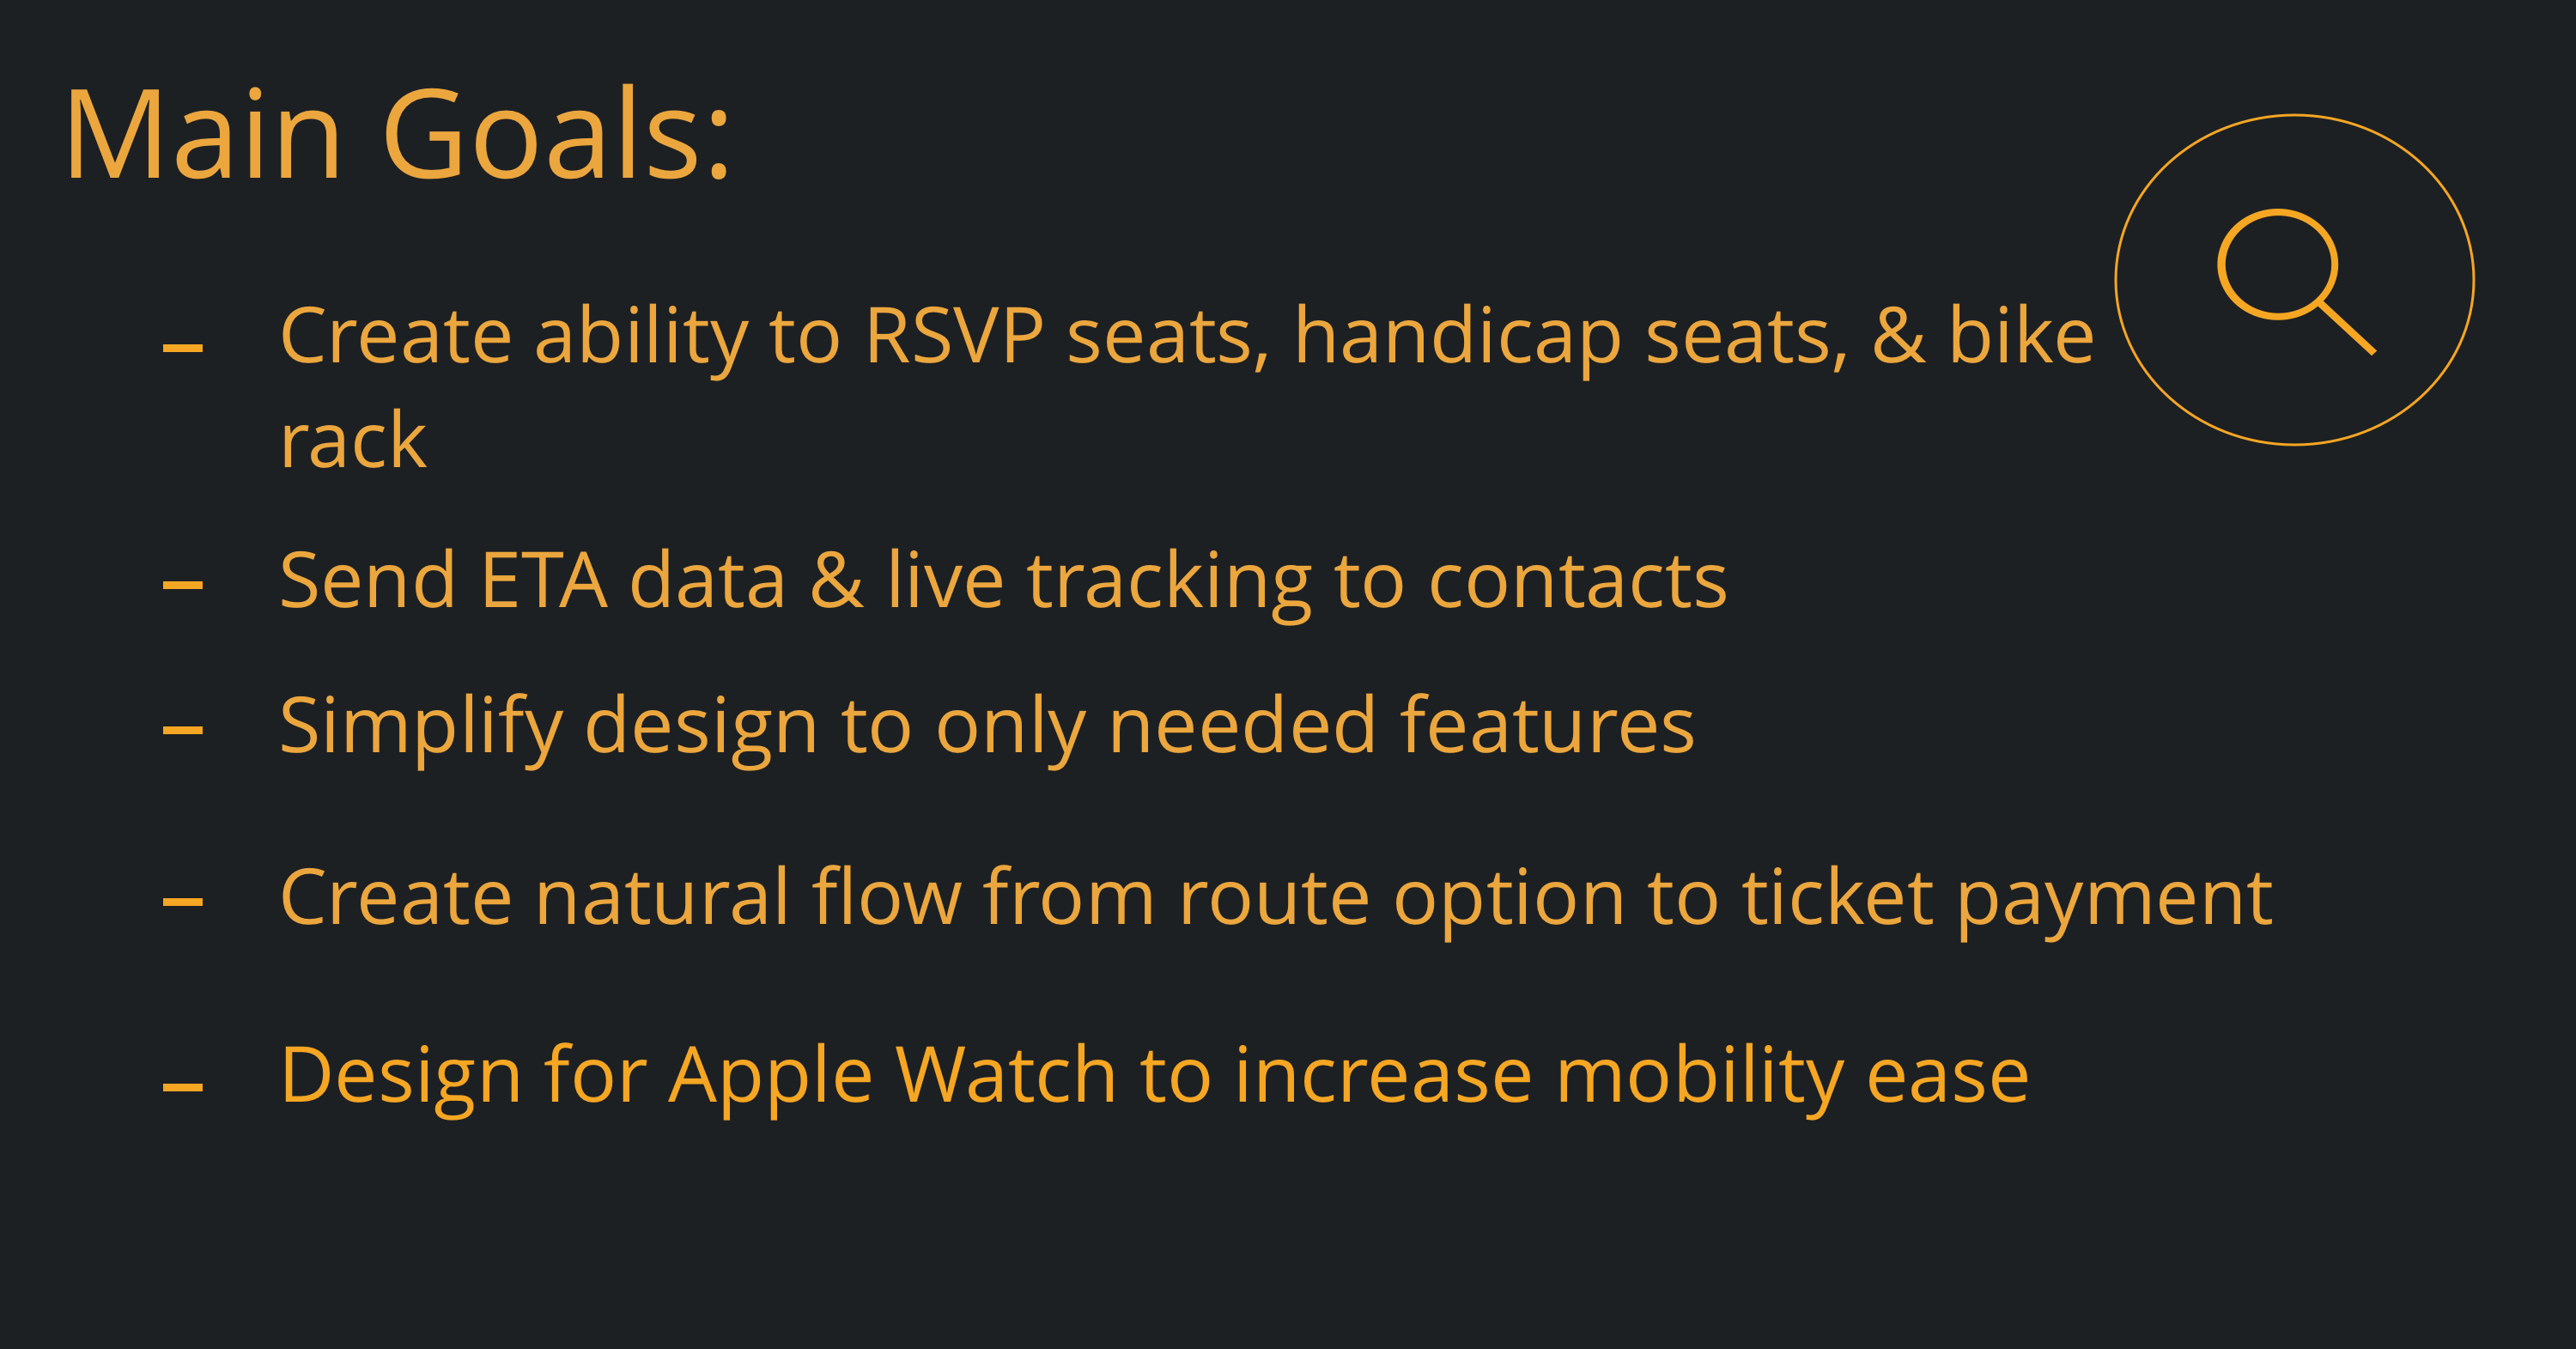 Main Goals:
– Create ability to RSVP seats, handicap seats, & bike
rack
– Send ETA data & live tracking to contacts
– Simplify design to only needed features
– Create natural flow from route option to ticket payment
– Design for Apple Watch to increase mobility ease